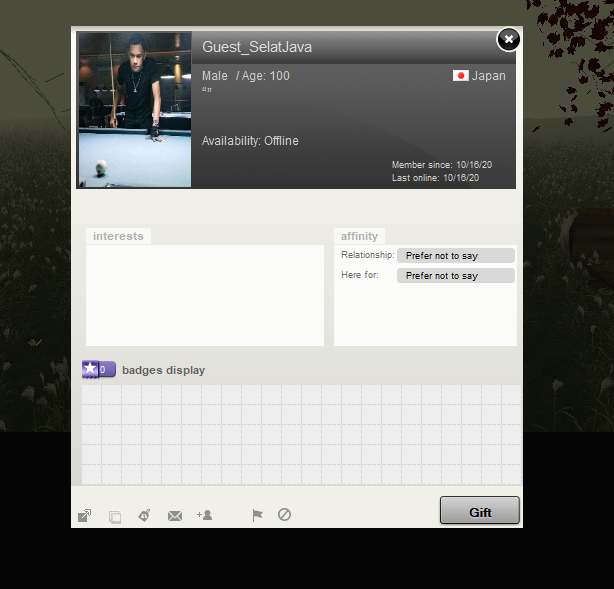 Guest_SelatJava
Male / Age: 100
Japan
Availability: Offline
Member since: 10/16/20
Last online: 10/16/20
interests
affinity
Relationship: Prefer not to say
Here for: Prefer not to say
0 badges display
Gift